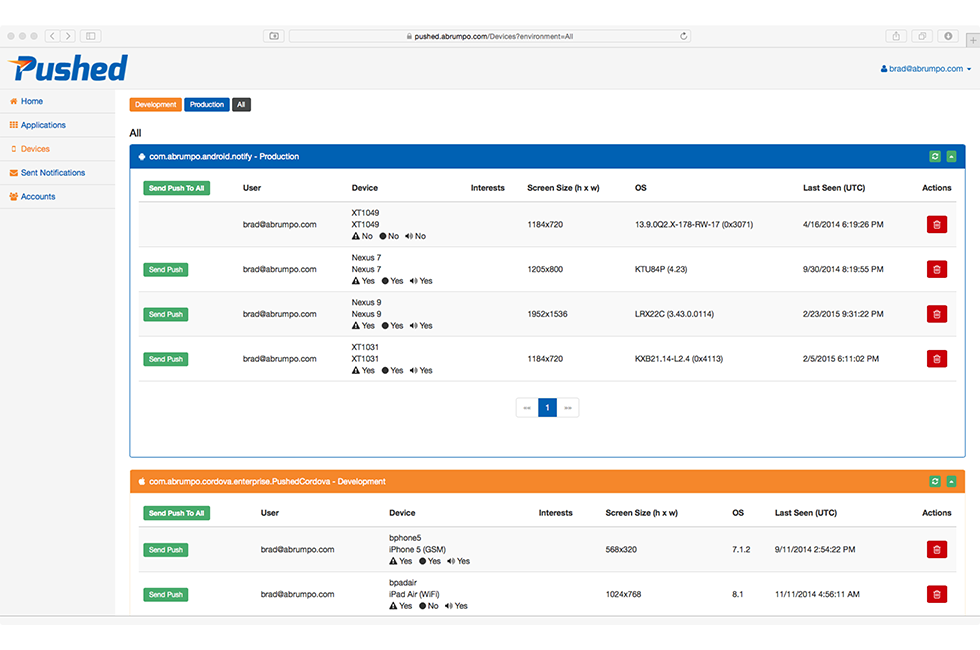 pushed.abrumpo.com/Devices?environment=All
Pushed
brad@abrumpo.com
Home
Applications
Devices
Sent Notifications
Accounts
Development Production All
All
com.abrumpo.android.notify - Production
Send Push To All User Device Interests Screen Size (h x w) OS Last Seen (UTC) Actions
XT1049
brad@abrumpo.com XT1049 1184x720 13.9.0Q2.X-178-RW-17 (0x3071) 4/16/2014 6:19:26 PM
No No No
Nexus 7
Send Push brad@abrumpo.com Nexus 7 1205x800 KTU84P (4.23) 9/30/2014 8:19:55 PM
Yes Yes Yes
Nexus 9
Send Push brad@abrumpo.com Nexus 9 1952x1536 LRX22C (3.43.0.0114) 2/23/2015 9:31:22 PM
Yes Yes Yes
XT1031
Send Push brad@abrumpo.com XT1031 1184x720 KXB21.14-L2.4 (0x4113) 2/5/2015 6:11:02 PM
Yes Yes Yes
«« 1 »»
com.abrumpo.cordova.enterprise.PushedCordova - Development
Send Push To All User Device Interests Screen Size (h x w) OS Last Seen (UTC) Actions
bphone5
Send Push brad@abrumpo.com iPhone 5 (GSM) 568x320 7.1.2 9/11/2014 2:54:22 PM
Yes Yes Yes
bpadair
Send Push brad@abrumpo.com iPad Air (WiFi) 1024x768 8.1 11/11/2014 4:56:11 AM
Yes No Yes